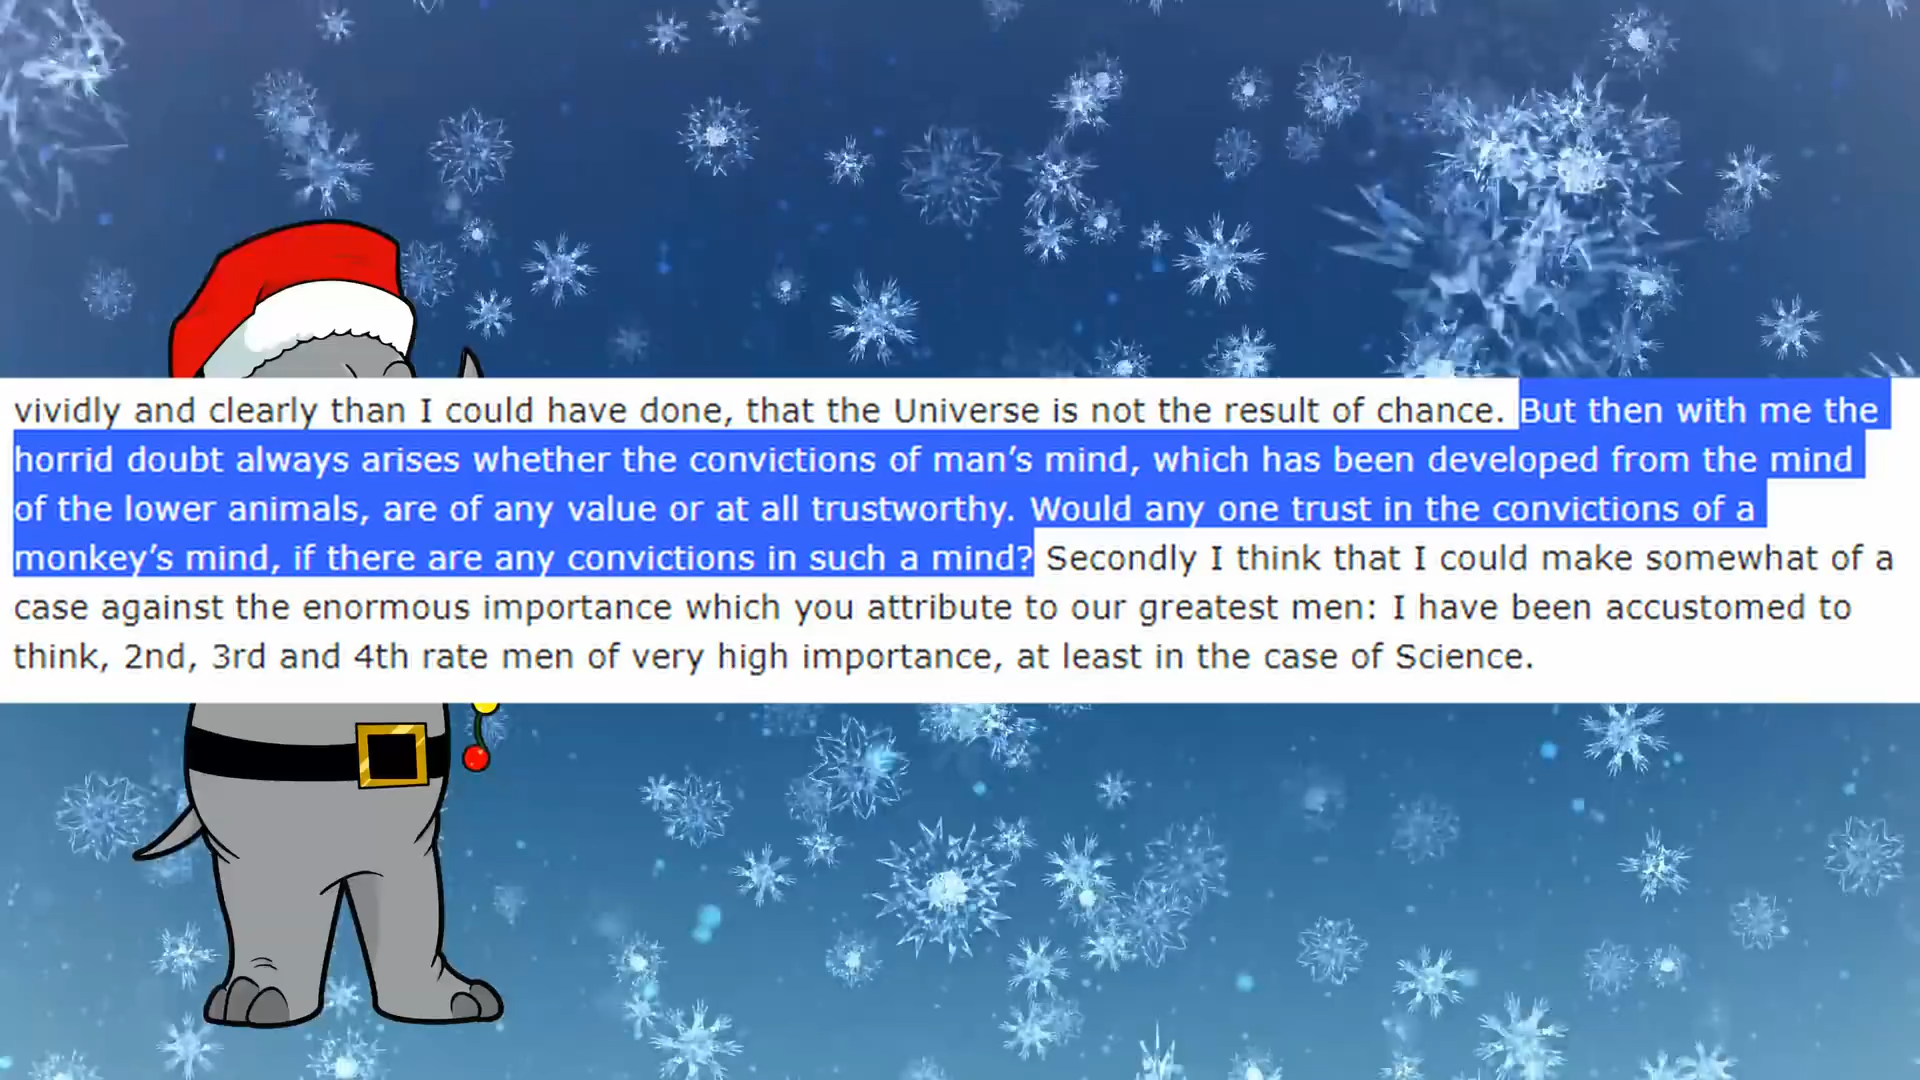 vividly and clearly than I could have done, that the Universe is not the result of chance. But then with me the
horrid doubt always arises whether the convictions of man’s mind, which has been developed from the mind
of the lower animals, are of any value or at all trustworthy. Would any one trust in the convictions of a
monkey’s mind, if there are any convictions in such a mind? Secondly I think that I could make somewhat of a
case against the enormous importance which you attribute to our greatest men: I have been accustomed to
think, 2nd, 3rd and 4th rate men of very high importance, at least in the case of Science.